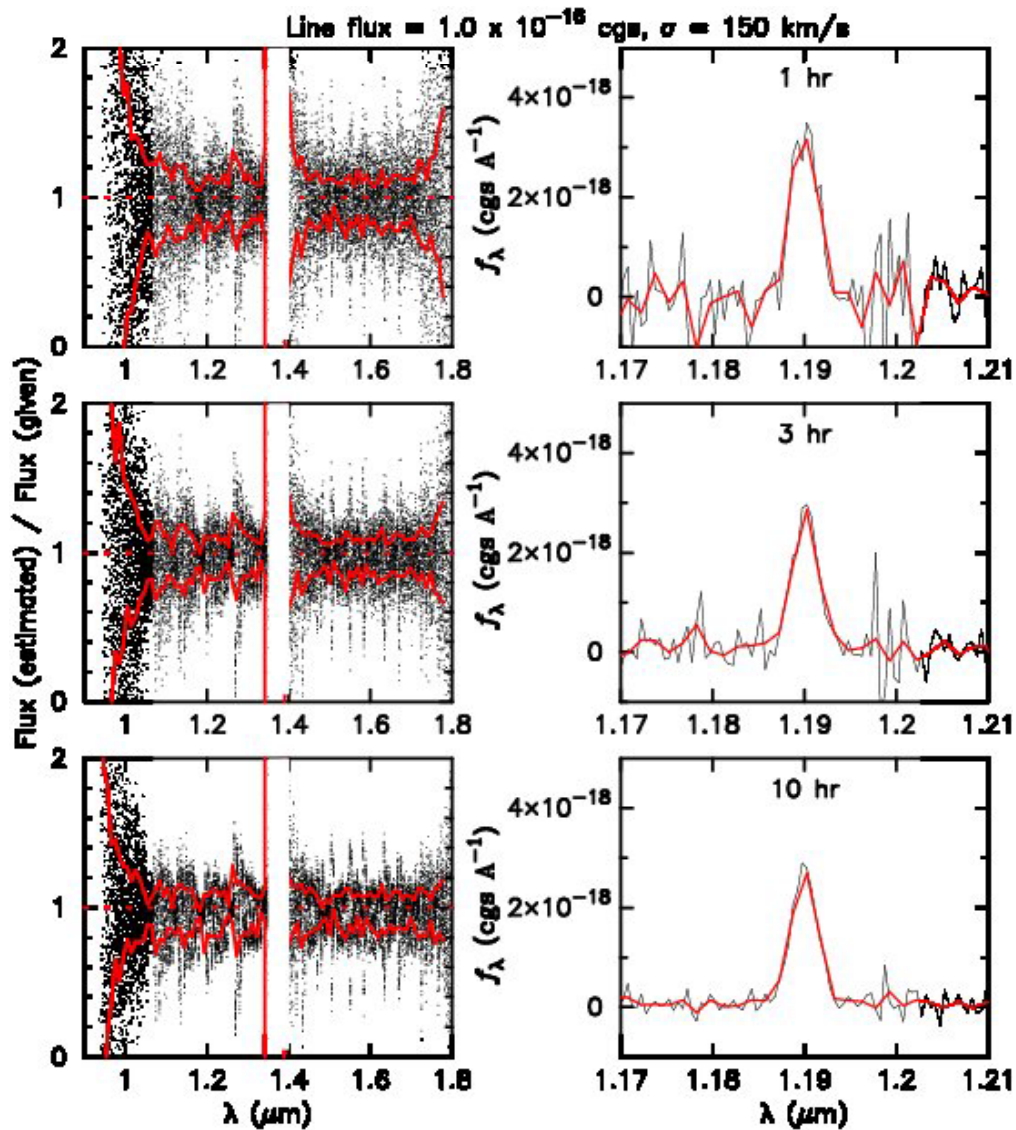 Line flux = 1.0 x 10⁻¹⁶ cgs, σ = 150 km/s
Flux (estimated) / Flux (given)
2
1
0
1 1.2 1.4 1.6 1.8
fλ (cgs A⁻¹)
4×10⁻¹⁸
2×10⁻¹⁸
0
1 hr
1.17 1.18 1.19 1.2 1.21
2
1
0
1 1.2 1.4 1.6 1.8
fλ (cgs A⁻¹)
4×10⁻¹⁸
2×10⁻¹⁸
0
3 hr
1.17 1.18 1.19 1.2 1.21
2
1
0
1 1.2 1.4 1.6 1.8
λ (μm)
fλ (cgs A⁻¹)
4×10⁻¹⁸
2×10⁻¹⁸
0
10 hr
1.17 1.18 1.19 1.2 1.21
λ (μm)